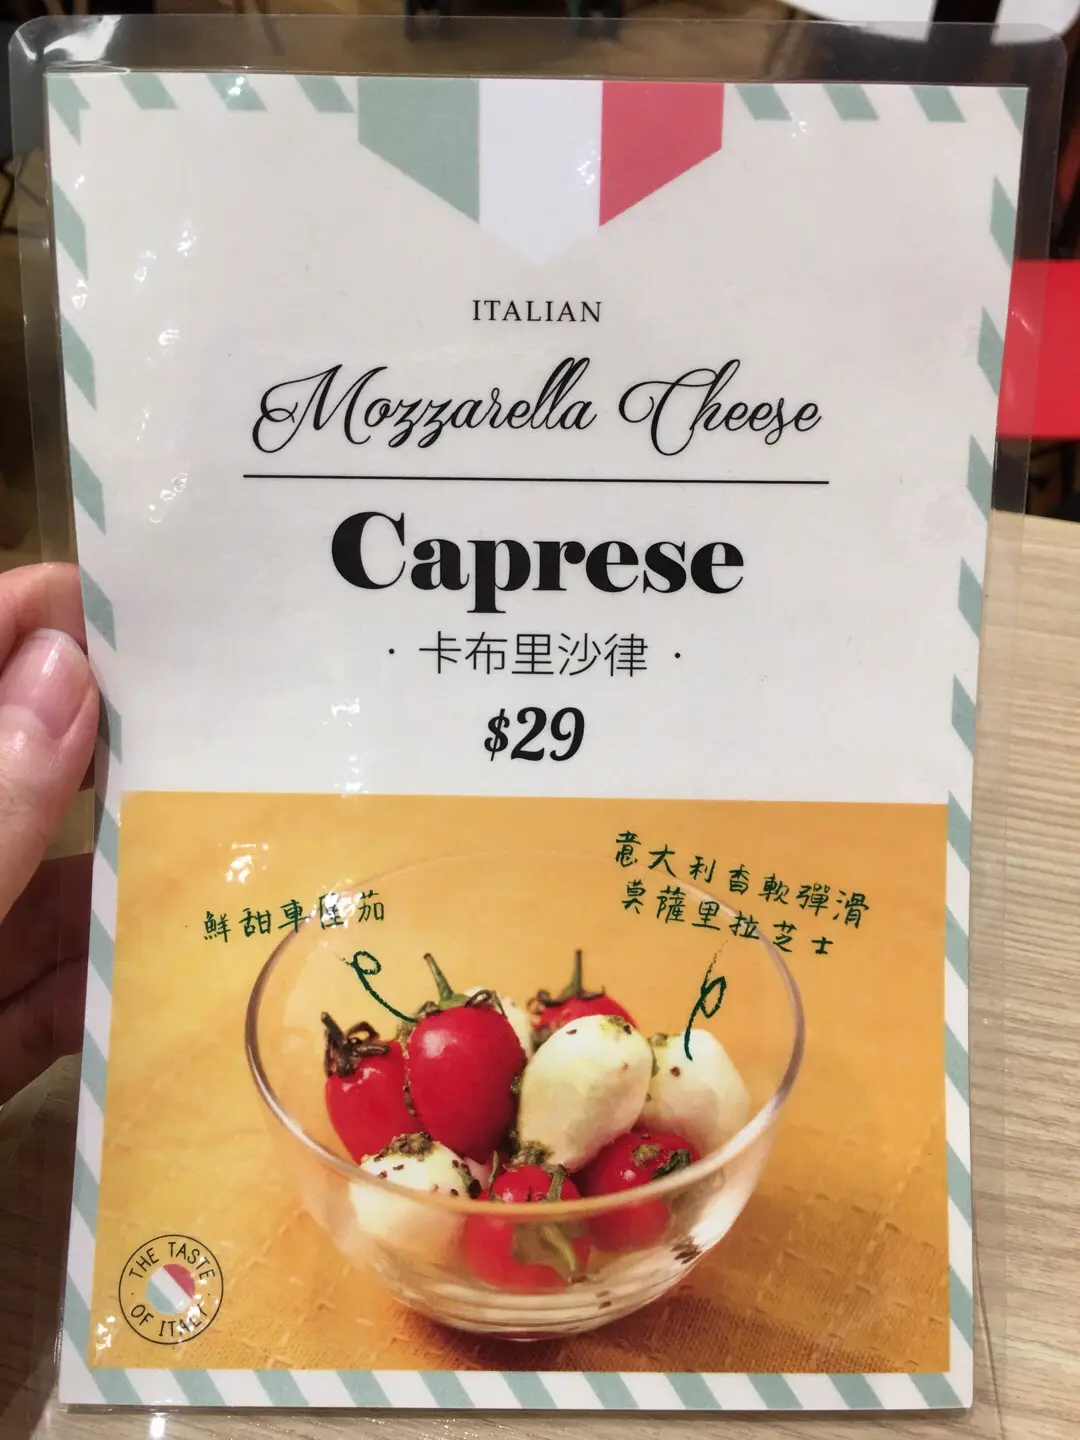 ITALIAN
Mozzarella Cheese
Caprese
· 卡布里沙律 ·
$29
意大利香軟彈滑
莫薩里拉芝士
鮮甜車厘茄
THE TASTE
· OF ITALY ·